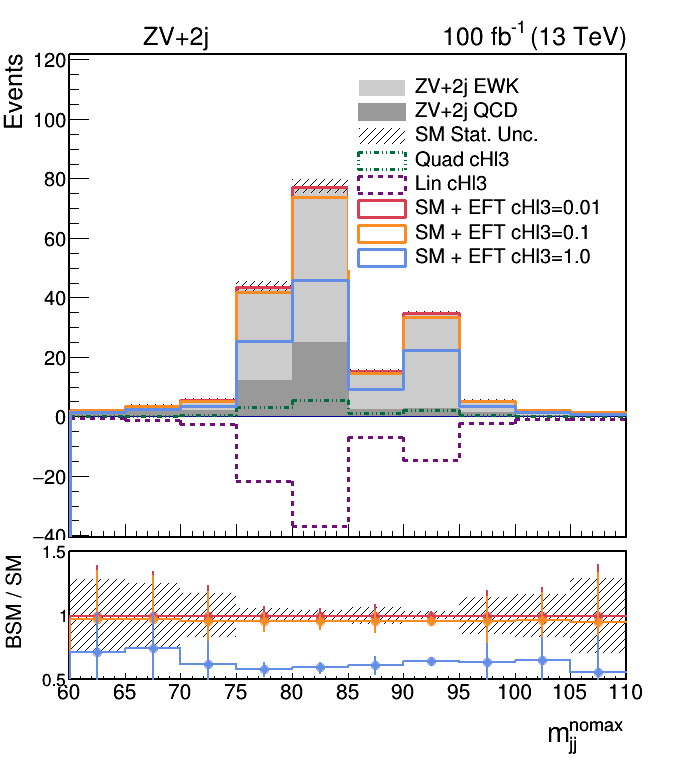 ZV+2j 100 fb⁻¹ (13 TeV)
Events
120
100
80
60
40
20
0
−20
−40
ZV+2j EWK
ZV+2j QCD
SM Stat. Unc.
Quad cHl3
Lin cHl3
SM + EFT cHl3=0.01
SM + EFT cHl3=0.1
SM + EFT cHl3=1.0
BSM / SM
1.5
1
0.5
60 65 70 75 80 85 90 95 100 105 110
m_jj^nomax